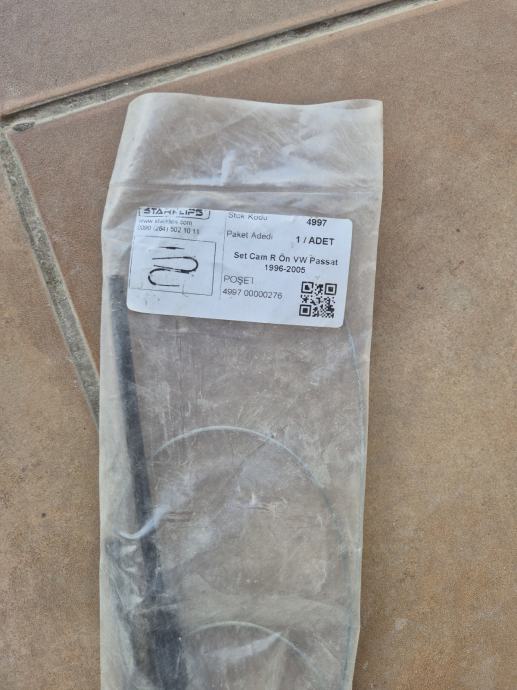 STARFLIPS
www.starflips.com
0090 (264) 502 10 11
Stok Kodu 4997
Paket Adedi 1 / ADET
Set Cam R Ön VW Passat
1996-2005
POŞET
4997 00000276